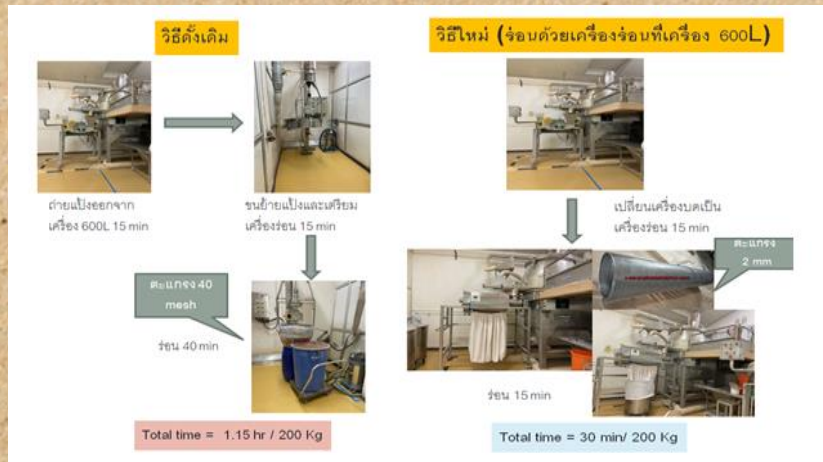 วิธีดั้งเดิม
ถ่ายแป้งออกจาก
เครื่อง 600L 15 min
ขนย้ายแป้งและเตรียม
เครื่องร่อน 15 min
ตะแกรง 40
mesh
ร่อน 40 min
Total time = 1.15 hr / 200 Kg
วิธีใหม่ (ร่อนด้วยเครื่องร่อนที่เครื่อง 600L)
เปลี่ยนเครื่องบดเป็น
เครื่องร่อน 15 min
ตะแกรง
2 mm
ร่อน 15 min
Total time = 30 min/ 200 Kg